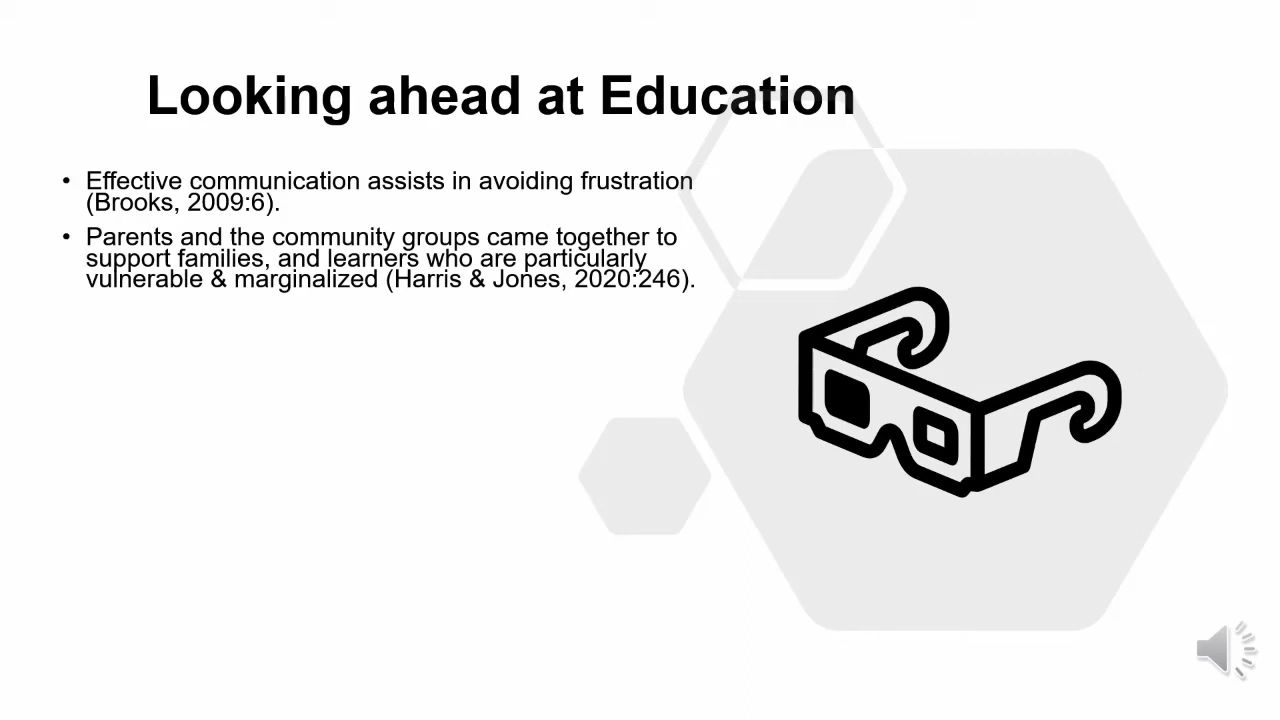 Looking ahead at Education
• Effective communication assists in avoiding frustration
(Brooks, 2009:6).
• Parents and the community groups came together to
support families, and learners who are particularly
vulnerable & marginalized (Harris & Jones, 2020:246).